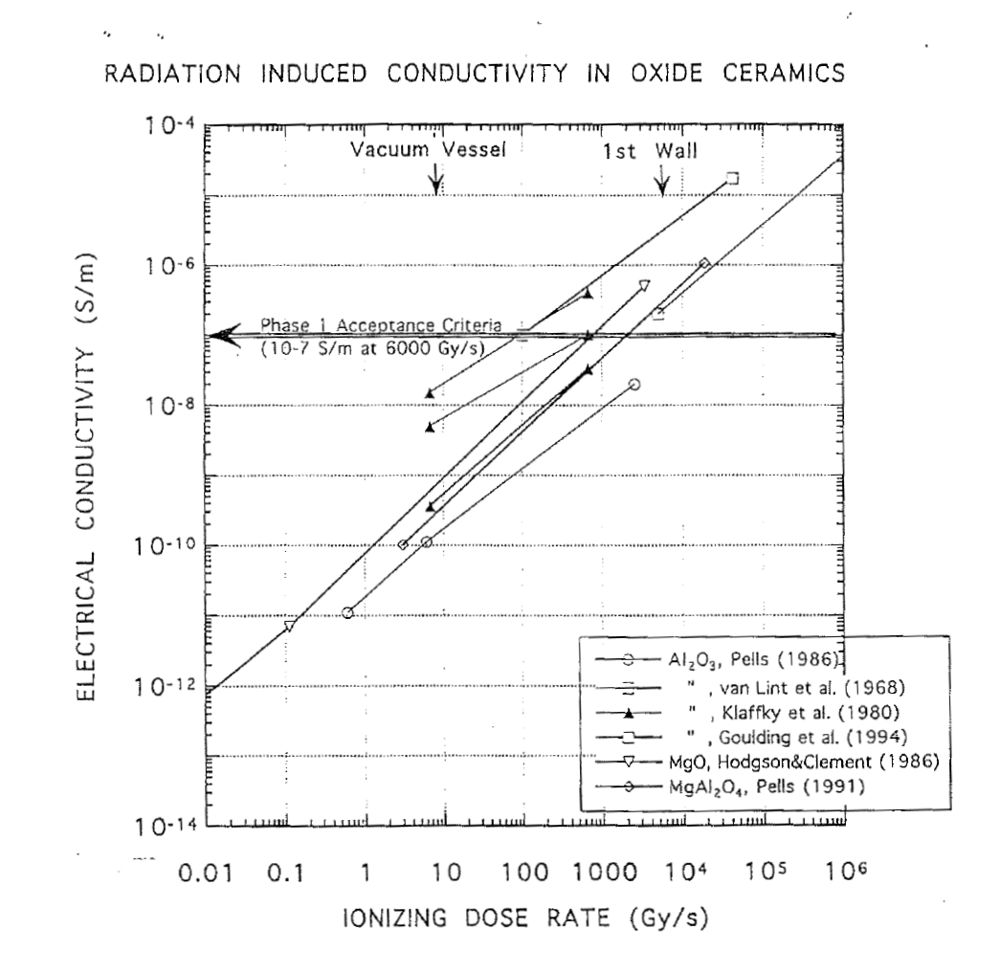 RADIATION INDUCED CONDUCTIVITY IN OXIDE CERAMICS
10-4
Vacuum Vessel
1st Wall
10-6
Phase 1 Acceptance Criteria
(10-7 S/m at 6000 Gy/s)
10-8
10-10
10-12
10-14
ELECTRICAL CONDUCTIVITY (S/m)
Al2O3, Pells (1986)
" , van Lint et al. (1968)
" , Klaffky et al. (1980)
" , Goulding et al. (1994)
MgO, Hodgson&Clement (1986)
MgAl2O4, Pells (1991)
0.01 0.1 1 10 100 1000 10⁴ 10⁵ 10⁶
IONIZING DOSE RATE (Gy/s)